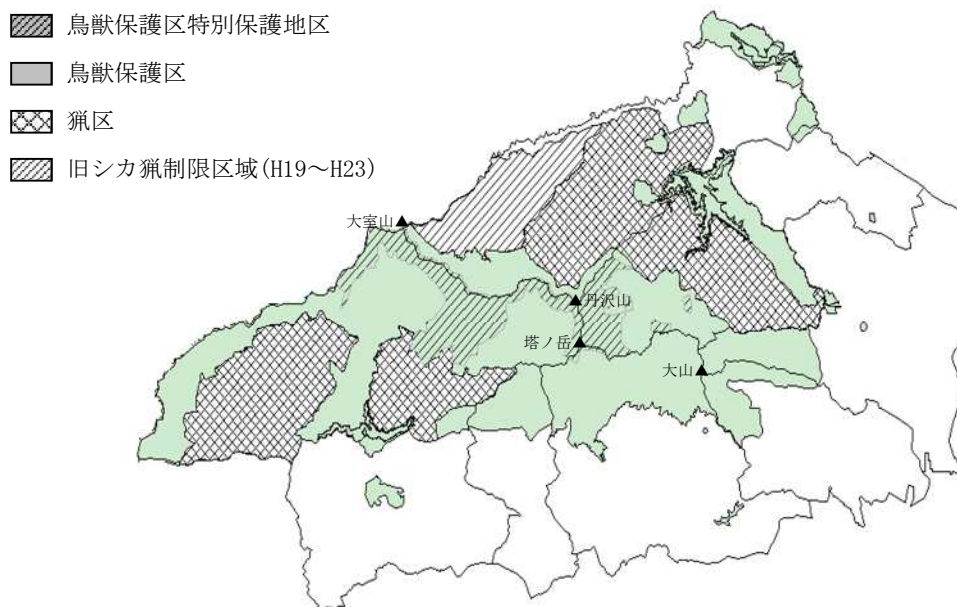 鳥獣保護区特別保護地区
鳥獣保護区
猟区
旧シカ猟制限区域(H19～H23)
大室山
丹沢山
塔ノ岳
大山